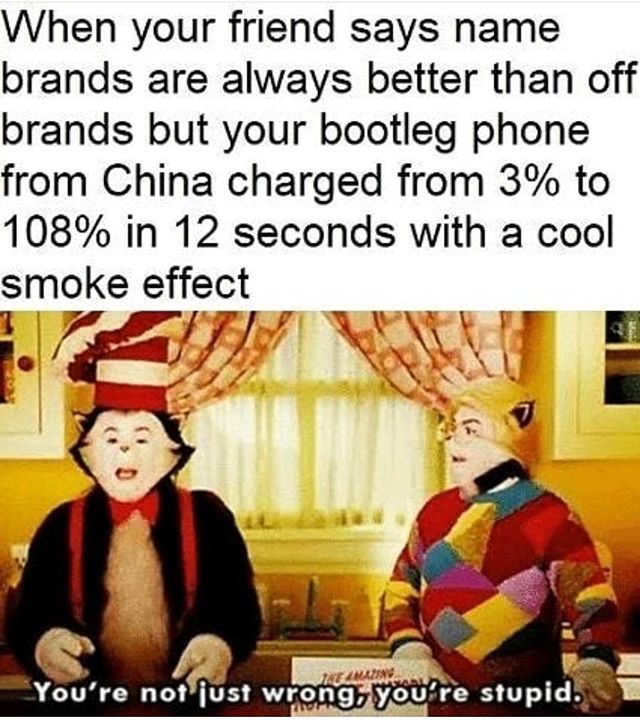 When your friend says name
brands are always better than off
brands but your bootleg phone
from China charged from 3% to
108% in 12 seconds with a cool
smoke effect
THE AMAZING
You're not just wrong, you're stupid.